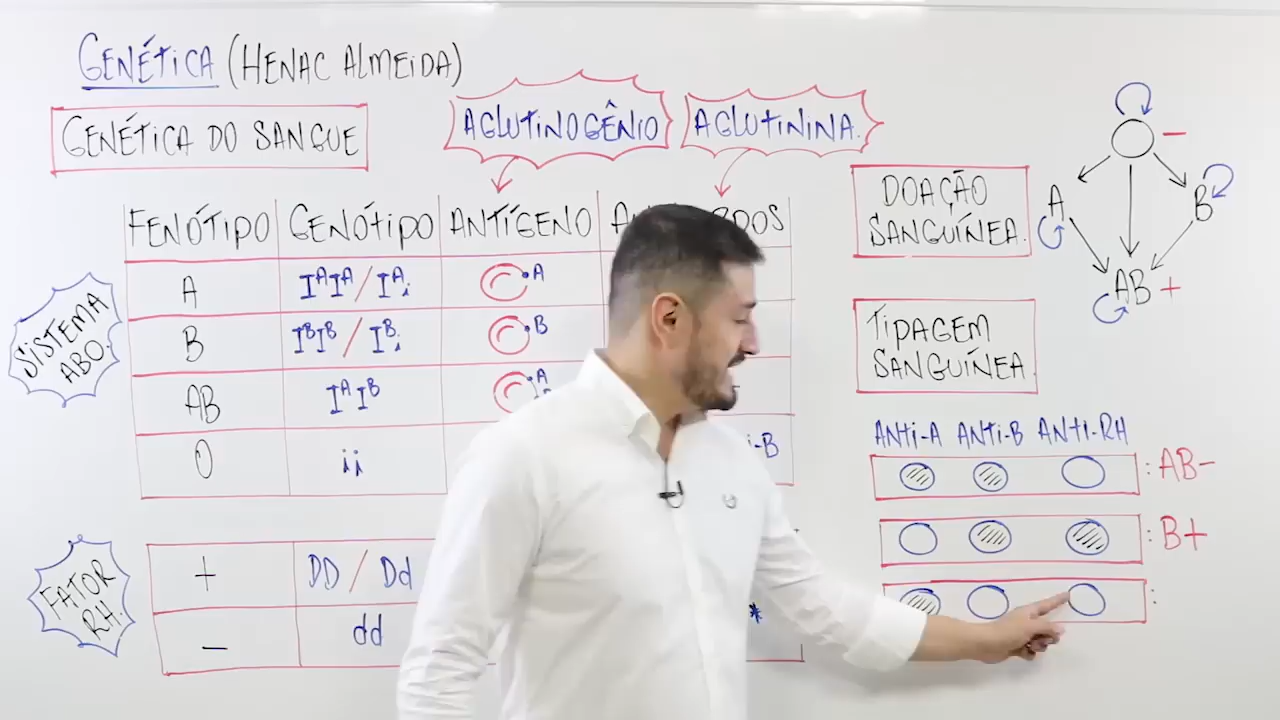 GENÉTICA (HENAC ALMEIDA)
GENÉTICA DO SANGUE
AGLUTINOGÊNIO
AGLUTININA.
SISTEMA
ABO.
FENÓTIPO GENÓTIPO ANTÍGENO
A IAIA / IAi A
B IBIB / IBi B
AB IAIB A
O ii
i-B
FATOR
RH.
+ DD / Dd
- dd *
DOAÇÃO
SANGUÍNEA.
-
A B
AB +
TIPAGEM
SANGUÍNEA.
ANTI-A ANTI-B ANTI-RH
: AB-
: B+
: